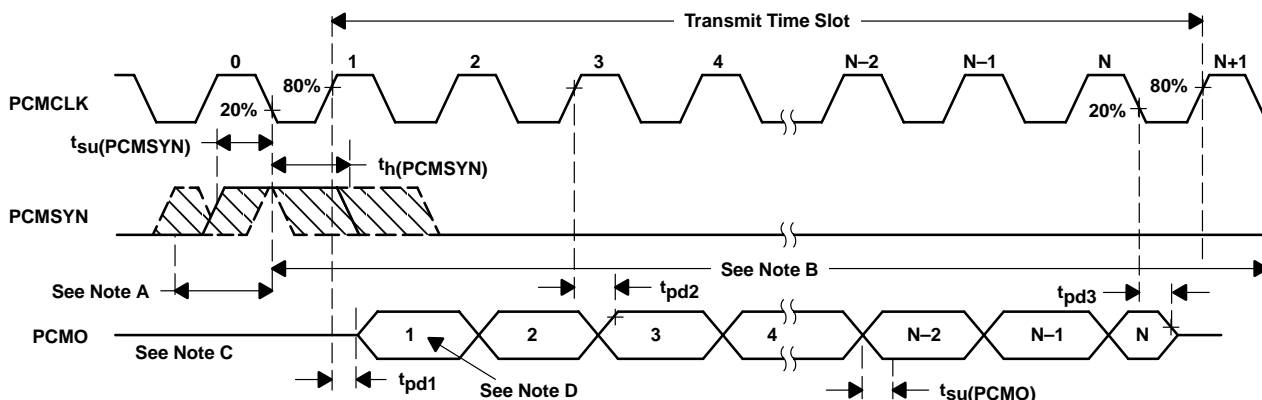 Transmit Time Slot
0 1 2 3 4 N–2 N–1 N N+1
PCMCLK
80% 80%
20% 20%
tsu(PCMSYN)
th(PCMSYN)
PCMSYN
See Note B
See Note A
tpd2 tpd3
PCMO
1 2 3 4 N–2 N–1 N
See Note C
tpd1 See Note D tsu(PCMO)